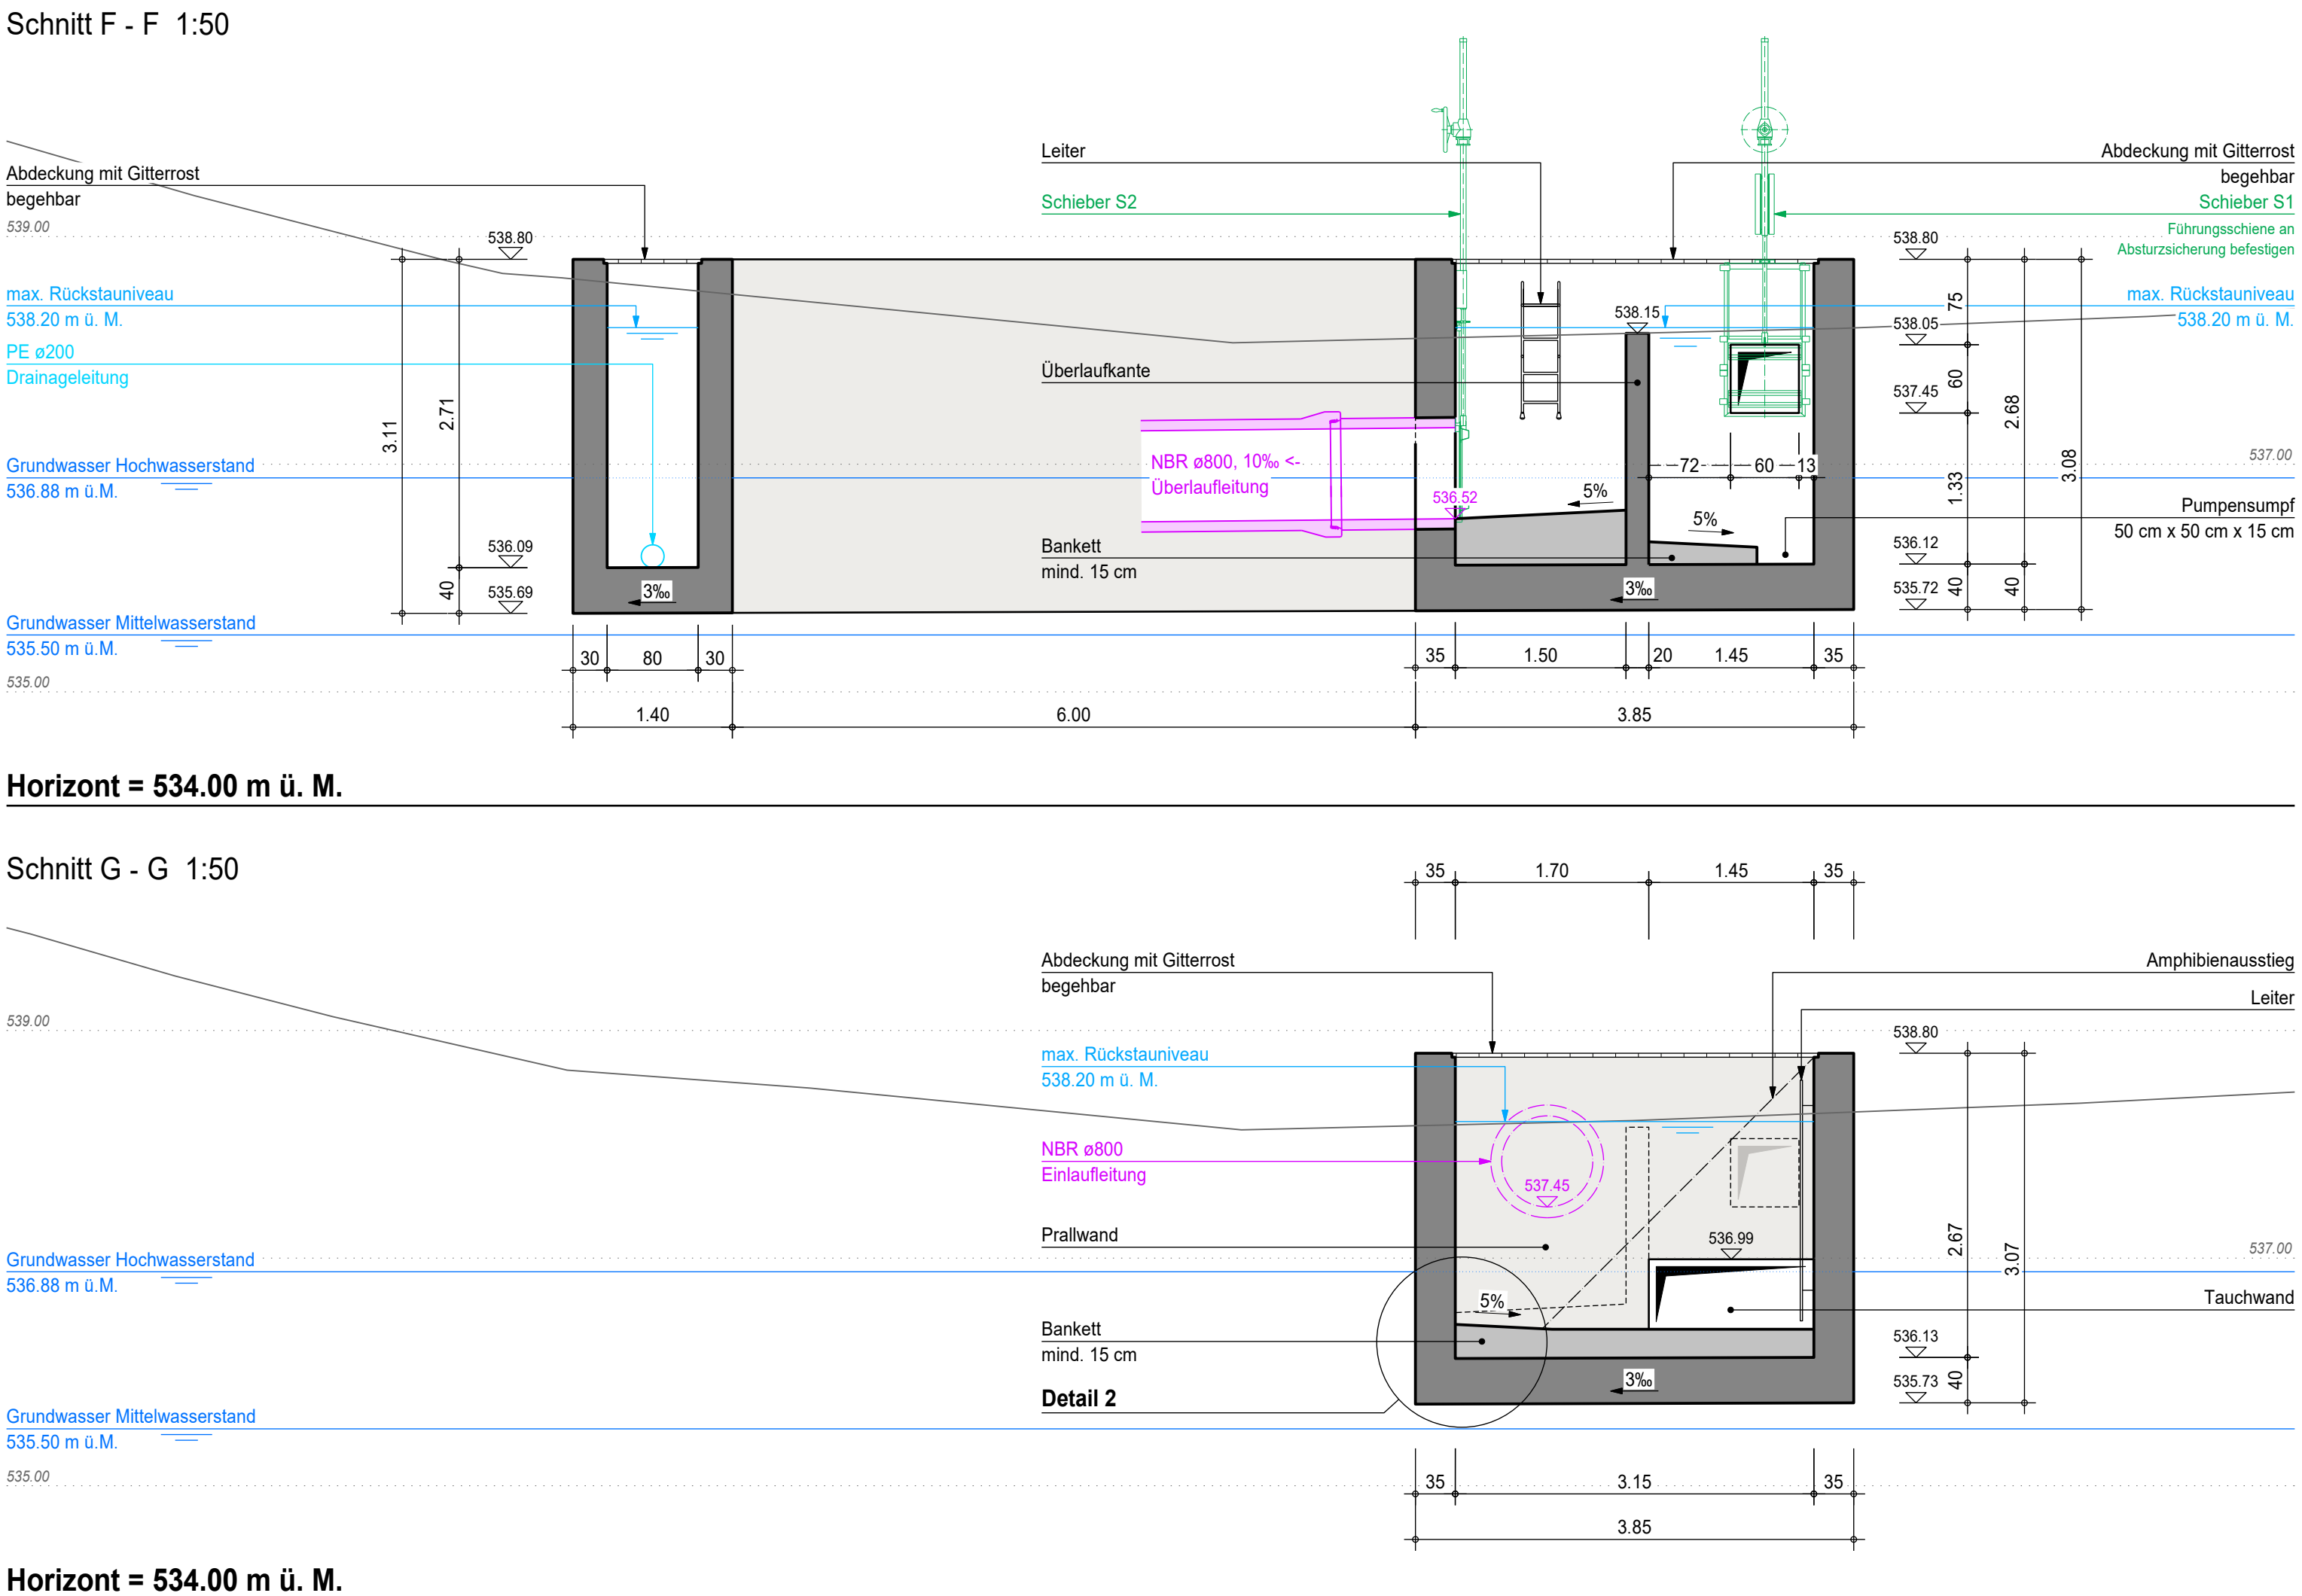 Schnitt F - F  1:50
Leiter
Abdeckung mit Gitterrost
begehbar
Abdeckung mit Gitterrost
begehbar
Schieber S2
Schieber S1
Führungsschiene an
Absturzsicherung befestigen
539.00
538.80
538.80
max. Rückstauniveau
538.20 m ü. M.
max. Rückstauniveau
538.20 m ü. M.
538.15
538.05
75
PE ø200
Drainageleitung
Überlaufkante
60
537.45
3.11
2.71
2.68
3.08
1.33
Grundwasser Hochwasserstand
536.88 m ü.M.
NBR ø800, 10‰ <-
Überlaufleitung
536.52
72
60
13
537.00
5%
5%
Pumpensumpf
50 cm x 50 cm x 15 cm
536.09
Bankett
mind. 15 cm
536.12
40
535.69
3‰
3‰
535.72
40
40
Grundwasser Mittelwasserstand
535.50 m ü.M.
30
80
30
35
1.50
20
1.45
35
535.00
1.40
6.00
3.85
Horizont = 534.00 m ü. M.
Schnitt G - G  1:50
35
1.70
1.45
35
Abdeckung mit Gitterrost
begehbar
Amphibienausstieg
Leiter
539.00
538.80
max. Rückstauniveau
538.20 m ü. M.
NBR ø800
Einlaufleitung
537.45
Prallwand
536.99
2.67
3.07
537.00
Grundwasser Hochwasserstand
536.88 m ü.M.
5%
Tauchwand
Bankett
mind. 15 cm
536.13
3‰
535.73
40
Detail 2
Grundwasser Mittelwasserstand
535.50 m ü.M.
535.00
35
3.15
35
3.85
Horizont = 534.00 m ü. M.